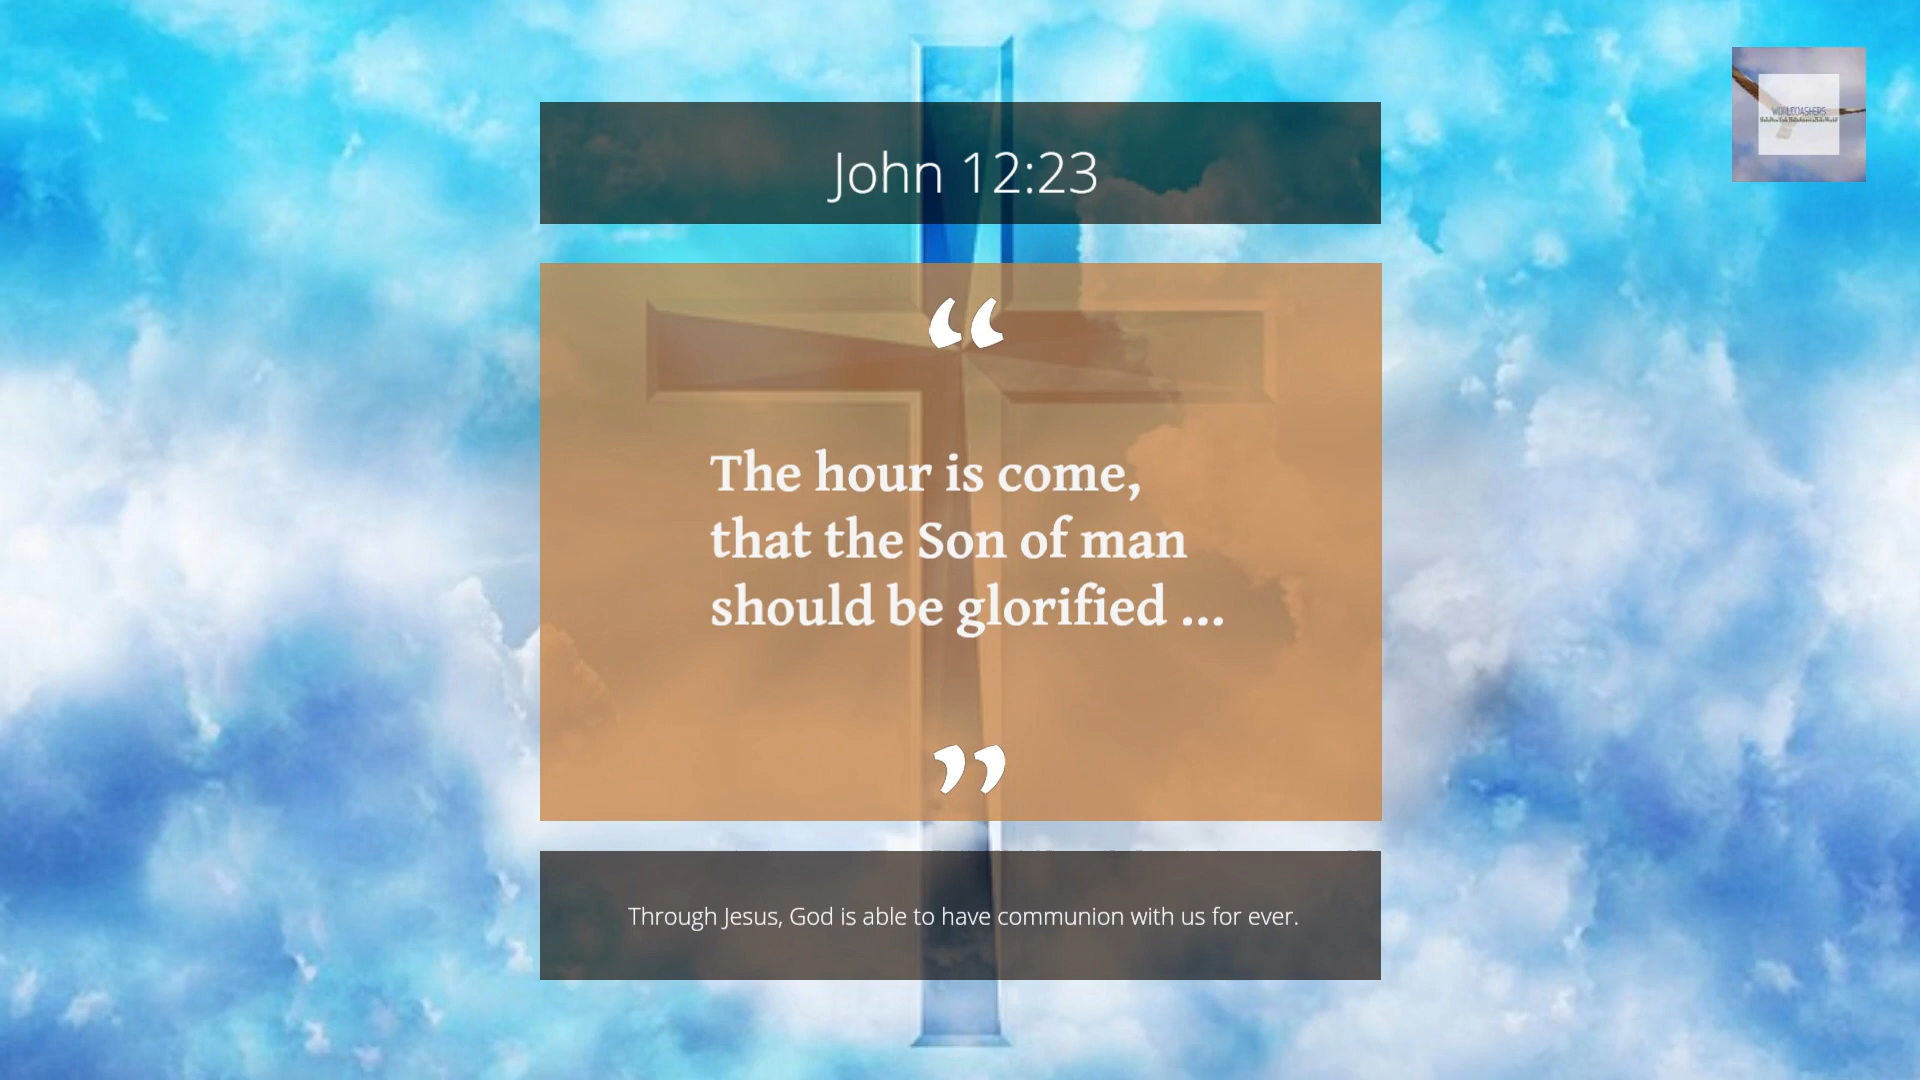 John 12:23
“
The hour is come,
that the Son of man
should be glorified ...
”
Through Jesus, God is able to have communion with us for ever.